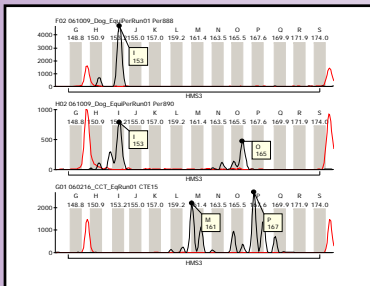 F02 061009_Dog_EquiPerRun01 Per888
G H I J K L M N O P Q R S
148.8 150.9 153.2 155.0 157.0 159.2 161.4 163.5 165.5 167.6 169.9 171.9 174.0
4000
3000
2000
1000
0
I
153
HMS3
H02 061009_Dog_EquiPerRun01 Per890
G H I J K L M N O P Q R S
148.8 150.9 153.2 155.0 157.0 159.2 161.4 163.5 165.5 167.6 169.9 171.9 174.0
1000
500
0
I
153
O
165
HMS3
G01 060216_CCT_EqRun01 CTE15
G H I J K L M N O P Q R S
148.8 150.9 153.2 155.0 157.0 159.2 161.4 163.5 165.5 167.6 169.9 171.9 174.0
2000
1000
0
M
161
P
167
HMS3